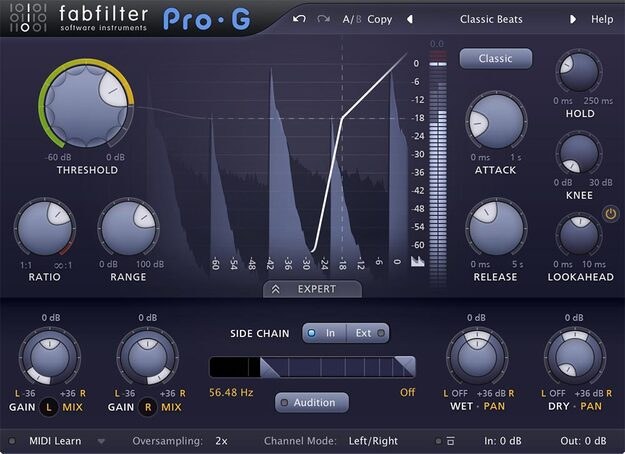 fabfilter
software instruments
Pro·G
A/B Copy
Classic Beats
Help
THRESHOLD
-60 dB 0 dB
RATIO
1:1 ∞:1
RANGE
0 dB 100 dB
0.0
0
-6
-12
-18
-24
-30
-36
-42
-48
-54
-60
-60 -54 -48 -42 -36 -30 -24 -18 -12 -6 0
EXPERT
Classic
ATTACK
0 ms 1 s
RELEASE
0 ms 5 s
HOLD
0 ms 250 ms
KNEE
0 dB 30 dB
LOOKAHEAD
0 ms 10 ms
0 dB
L -36 +36 R
GAIN L MIX
0 dB
L -36 +36 R
GAIN R MIX
SIDE CHAIN In Ext
56.48 Hz Off
Audition
0 dB
L OFF +36 dB R
WET · PAN
0 dB
L OFF +36 dB R
DRY · PAN
MIDI Learn
Oversampling: 2x
Channel Mode: Left/Right
In: 0 dB
Out: 0 dB